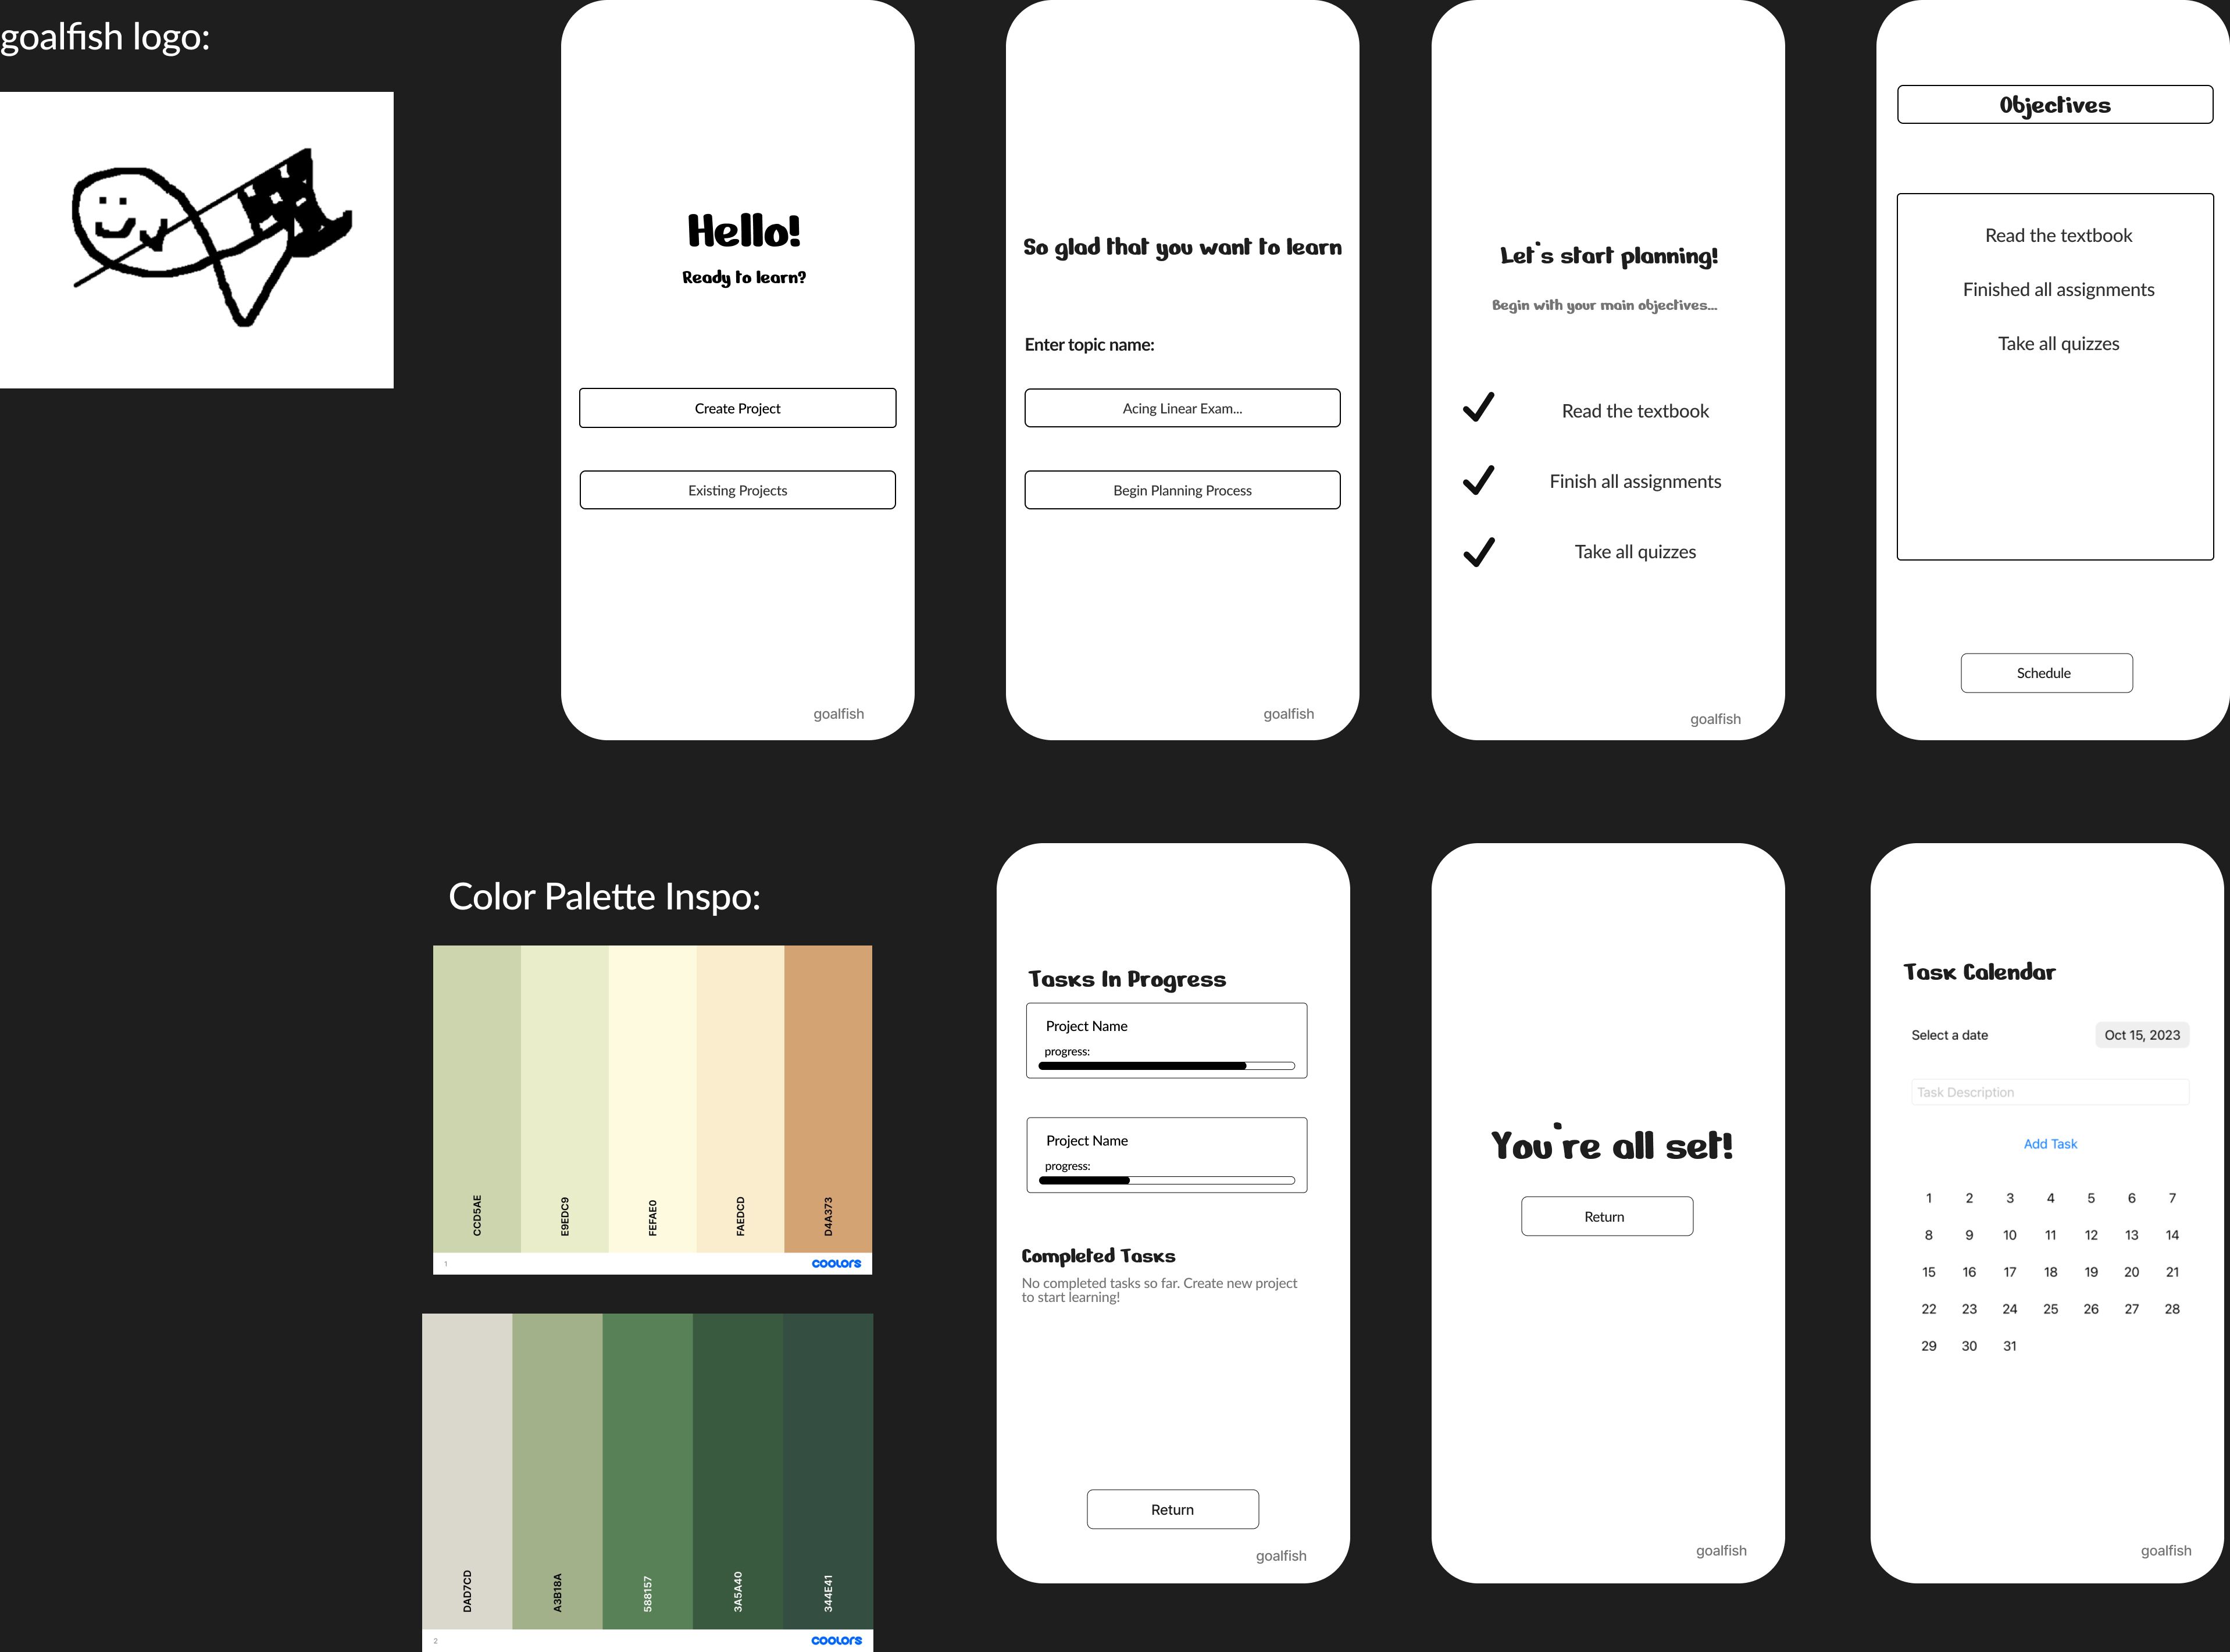 goalfish logo:
Hello!
Ready to learn?
Create Project
Existing Projects
goalfish
So glad that you want to learn
Enter topic name:
Acing Linear Exam...
Begin Planning Process
goalfish
Let's start planning!
Begin with your main objectives...
Read the textbook
Finish all assignments
Take all quizzes
goalfish
Objectives
Read the textbook
Finished all assignments
Take all quizzes
Schedule
Color Palette Inspo:
CCD5AE
E9EDC9
FEFAE0
FAEDCD
D4A373
1
coolors
DAD7CD
A3B18A
588157
3A5A40
344E41
2
coolors
Tasks In Progress
Project Name
progress:
Project Name
progress:
Completed Tasks
No completed tasks so far. Create new project
to start learning!
Return
goalfish
You're all set!
Return
goalfish
Task Calendar
Select a date
Oct 15, 2023
Task Description
Add Task
1 2 3 4 5 6 7
8 9 10 11 12 13 14
15 16 17 18 19 20 21
22 23 24 25 26 27 28
29 30 31
goalfish